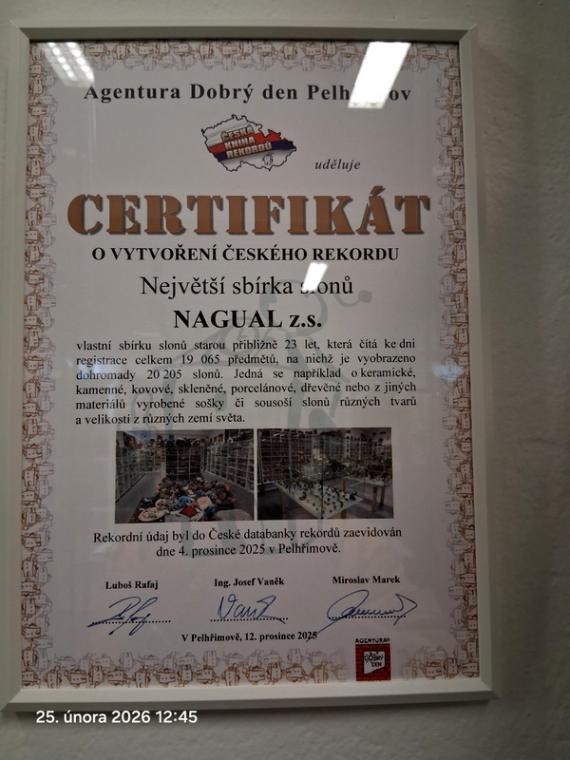 Agentura Dobrý den Pelhřimov
ČESKÁ
KNIHA
REKORDŮ
uděluje
CERTIFIKÁT
O VYTVOŘENÍ ČESKÉHO REKORDU
Největší sbírka slonů
NAGUAL z.s.
vlastní sbírku slonů starou přibližně 23 let, která čítá ke dni
registrace celkem 19 065 předmětů, na nichž je vyobrazeno
dohromady 20 205 slonů. Jedná se například o keramické,
kamenné, kovové, skleněné, porcelánové, dřevěné nebo z jiných
materiálů vyrobené sošky či sousoší slonů různých tvarů
a velikostí z různých zemí světa.
Rekordní údaj byl do České databanky rekordů zaevidován
dne 4. prosince 2025 v Pelhřimově.
Luboš Rafaj
Ing. Josef Vaněk
Miroslav Marek
V Pelhřimově, 12. prosince 2025
AGENTURA
DOBRÝ
DEN
25. února 2026 12:45